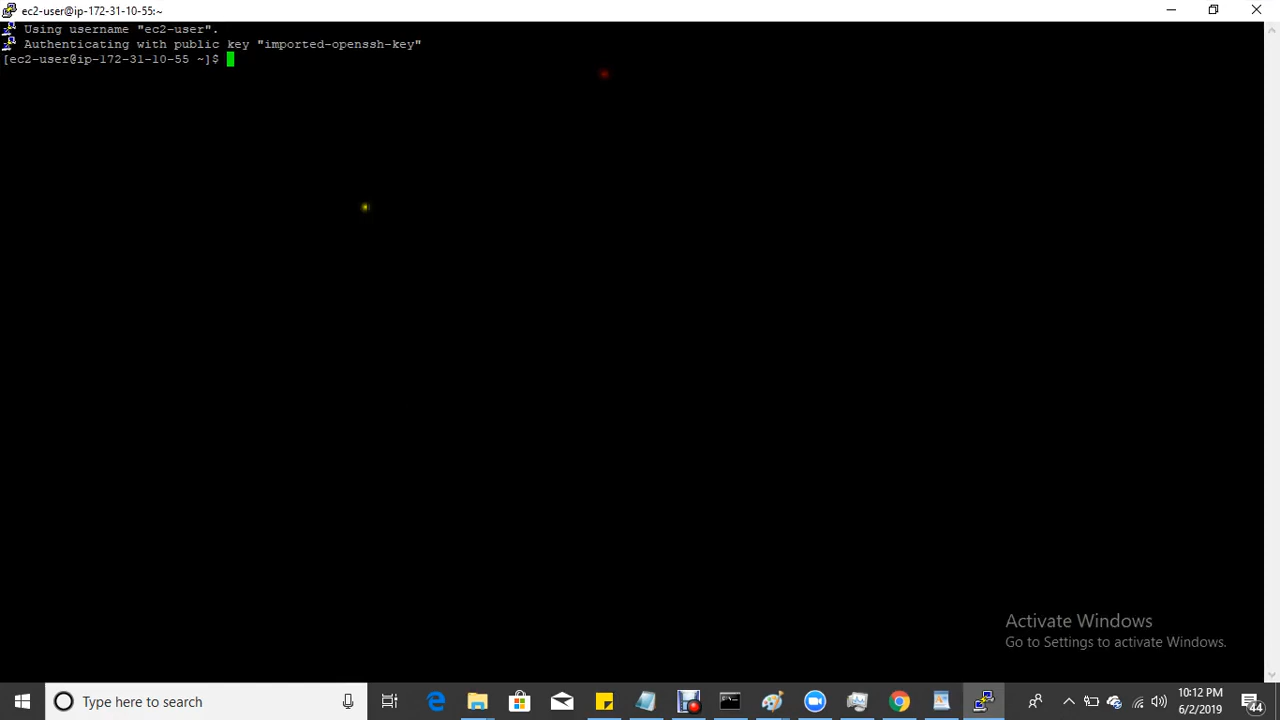 ec2-user@ip-172-31-10-55:~
Using username "ec2-user".
Authenticating with public key "imported-openssh-key"
[ec2-user@ip-172-31-10-55 ~]$
Activate Windows
Go to Settings to activate Windows.
Type here to search
10:12 PM
6/2/2019
44